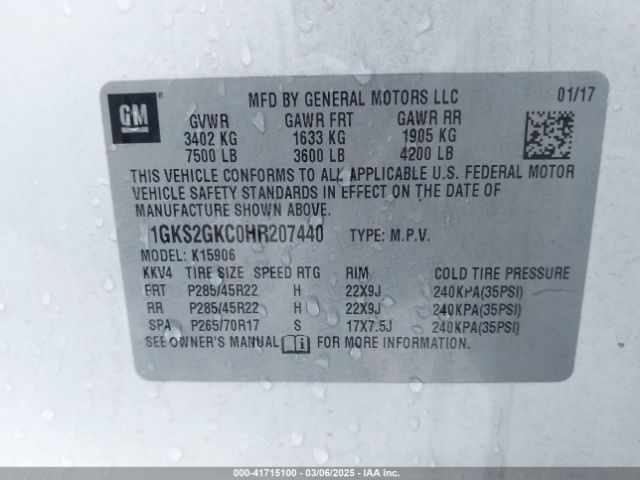 GM ®
MFD BY GENERAL MOTORS LLC 01/17
GVWR GAWR FRT GAWR RR
3402 KG 1633 KG 1905 KG
7500 LB 3600 LB 4200 LB
THIS VEHICLE CONFORMS TO ALL APPLICABLE U.S. FEDERAL MOTOR
VEHICLE SAFETY STANDARDS IN EFFECT ON THE DATE OF
MANUFACTURE SHOWN ABOVE.
1GKS2GKC0HR207440 TYPE: M.P.V.
MODEL: K15906
KKV4 TIRE SIZE SPEED RTG RIM COLD TIRE PRESSURE
FRT P285/45R22 H 22X9J 240KPA(35PSI)
RR P285/45R22 H 22X9J 240KPA(35PSI)
SPA P265/70R17 S 17X7.5J 240KPA(35PSI)
SEE OWNER'S MANUAL FOR MORE INFORMATION.
000-41715100 - 03/06/2025 - IAA Inc.